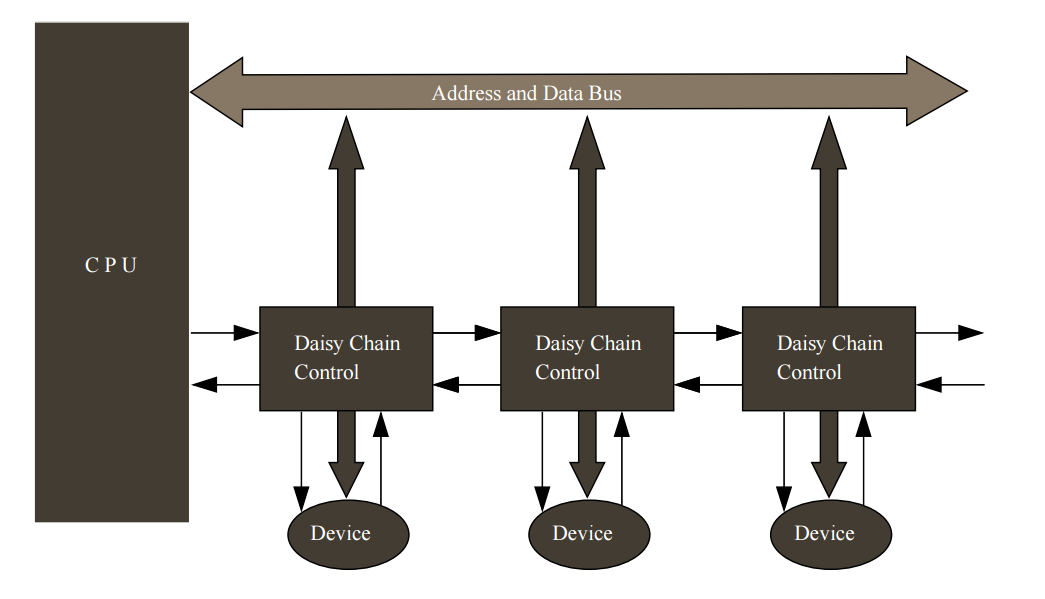 Address and Data Bus
C P U
Daisy Chain
Control
Daisy Chain
Control
Daisy Chain
Control
Device
Device
Device